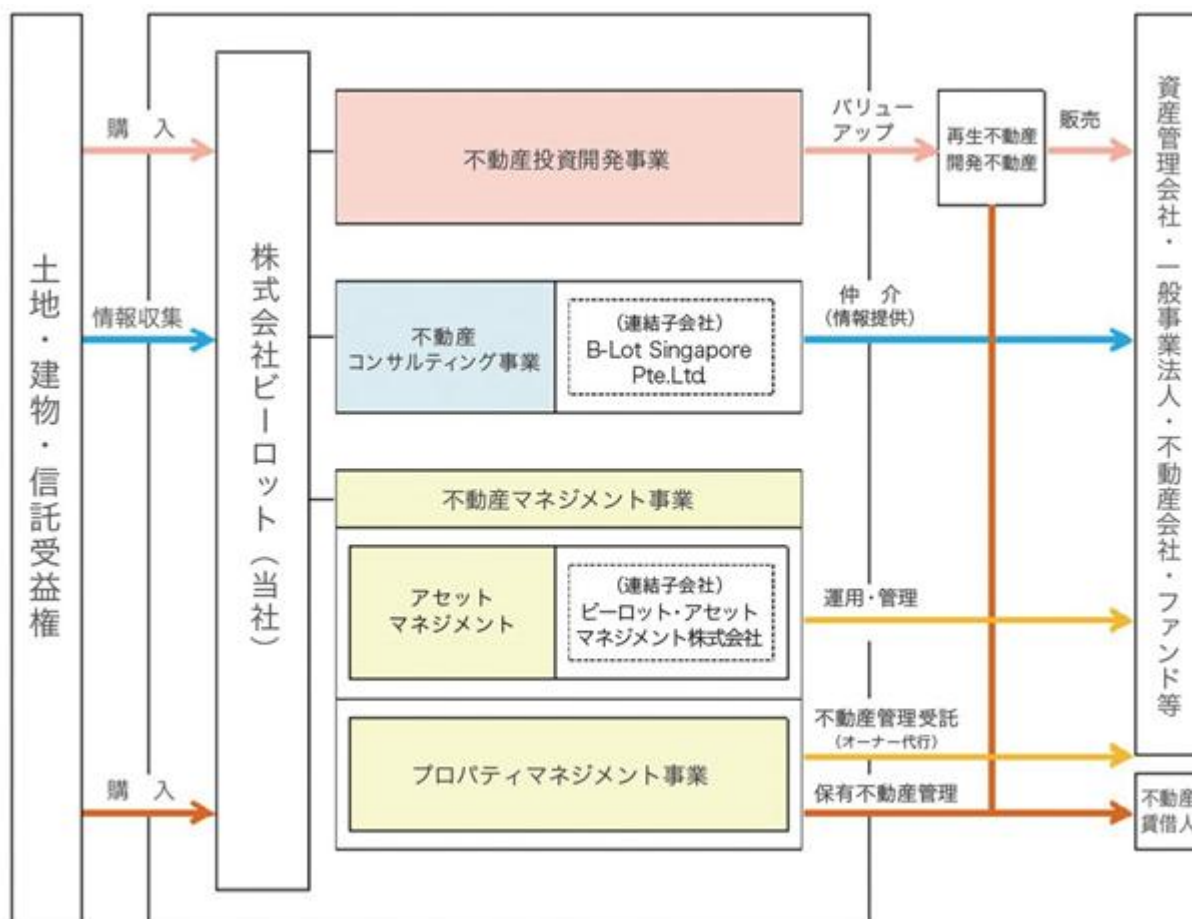 土地・建物・信託受益権
購　入
情報収集
購　入
株式会社ビーロット（当社）
不動産投資開発事業
不動産
コンサルティング事業
（連結子会社）
B-Lot Singapore
Pte.Ltd.
不動産マネジメント事業
アセット
マネジメント
（連結子会社）
ビーロット・アセット
マネジメント株式会社
プロパティマネジメント事業
バリュー
アップ
再生不動産
開発不動産
販売
仲　介
（情報提供）
運用・管理
不動産管理受託
（オーナー代行）
保有不動産管理
資産管理会社・一般事業法人・不動産会社・ファンド等
不動産
賃借人